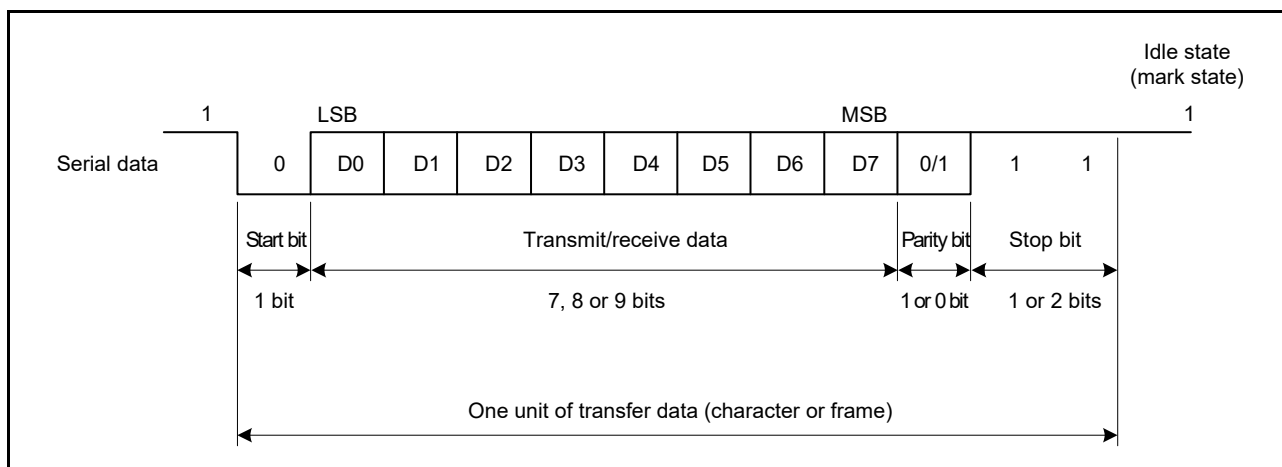 Idle state
(mark state)
1 LSB MSB 1
Serial data 0 D0 D1 D2 D3 D4 D5 D6 D7 0/1 1 1
Start bit Transmit/receive data Parity bit Stop bit
1 bit 7, 8 or 9 bits 1 or 0 bit 1 or 2 bits
One unit of transfer data (character or frame)